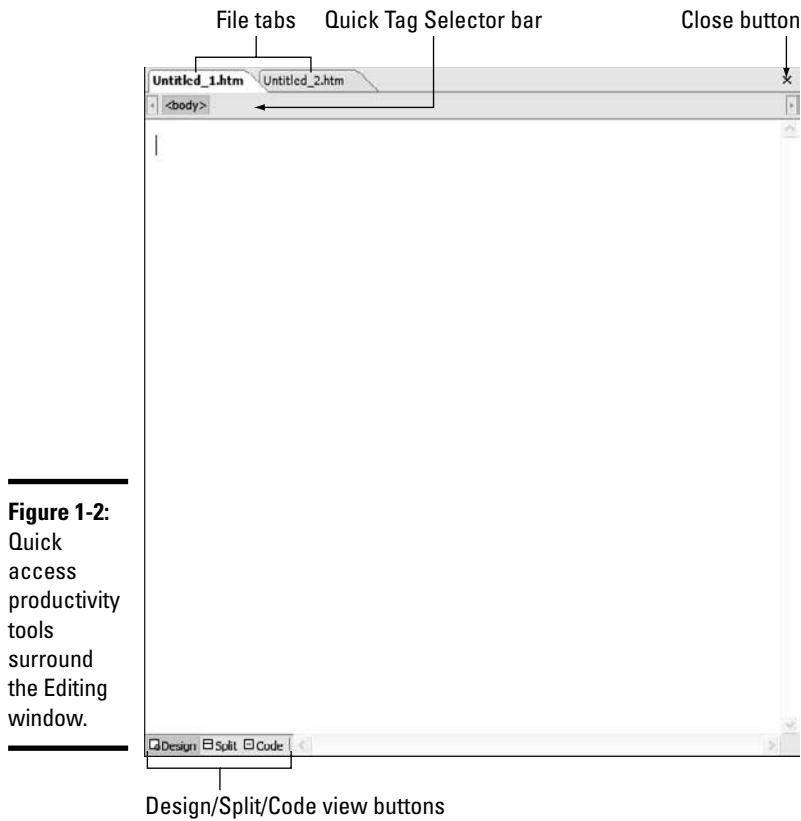 File tabs Quick Tag Selector bar Close button
Untitled_1.htm Untitled_2.htm
<body>
Figure 1-2:
Quick
access
productivity
tools
surround
the Editing
window.
Design Split Code
Design/Split/Code view buttons